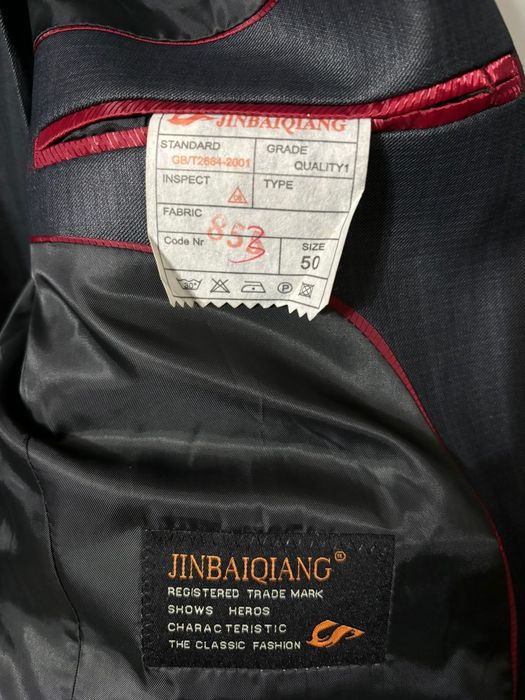 JINBAIQIANG
STANDARD GRADE
GB/T2664-2001 QUALITY1
INSPECT TYPE
FABRIC
Code Nr 853 SIZE
50
30°
P
JINBAIQIANG®
REGISTERED TRADE MARK
SHOWS HEROS
CHARACTERISTIC
THE CLASSIC FASHION